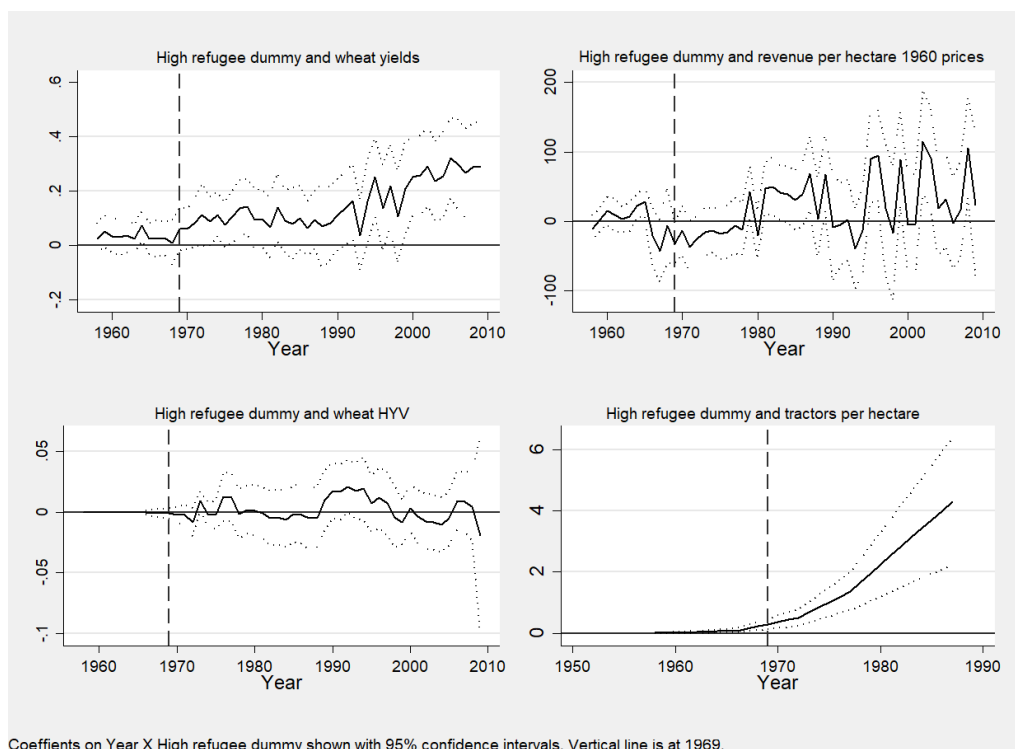 High refugee dummy and wheat yields
.6
.4
.2
0
-.2
1960 1970 1980 1990 2000 2010
Year
High refugee dummy and revenue per hectare 1960 prices
200
100
0
-100
1960 1970 1980 1990 2000 2010
Year
High refugee dummy and wheat HYV
.05
0
-.05
-.1
1960 1970 1980 1990 2000 2010
Year
High refugee dummy and tractors per hectare
6
4
2
0
1950 1960 1970 1980 1990
Year
Coeffients on Year X High refugee dummy shown with 95% confidence intervals. Vertical line is at 1969.